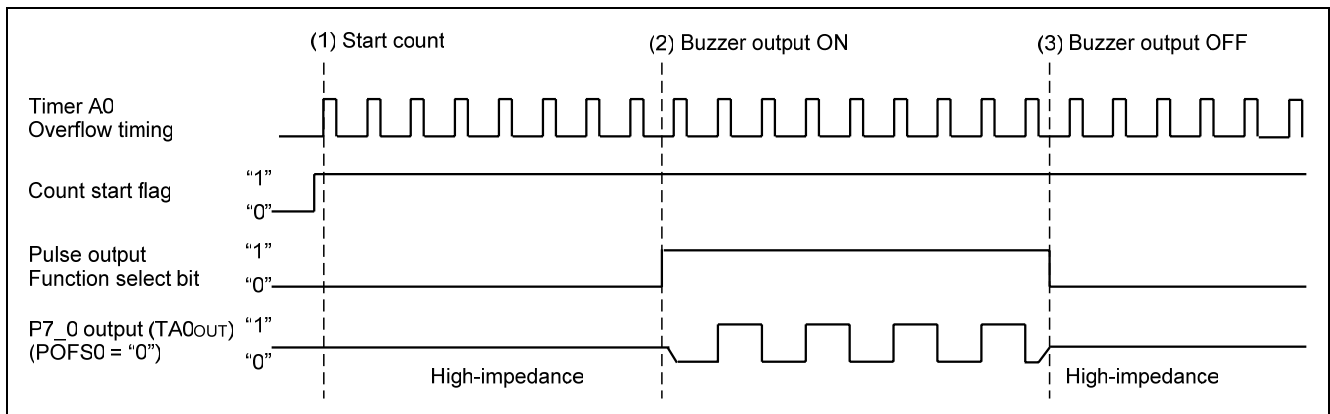 (1) Start count
(2) Buzzer output ON
(3) Buzzer output OFF
Timer A0
Overflow timing
Count start flag
“1”
“0”
Pulse output
Function select bit
“1”
“0”
P7_0 output (TA0OUT)
(POFS0 = “0”)
“1”
“0”
High-impedance
High-impedance